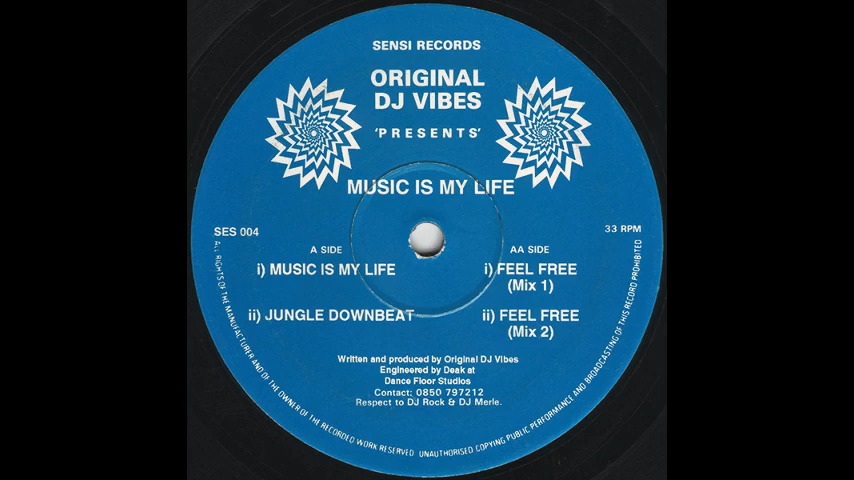 SENSI RECORDS
ORIGINAL
DJ VIBES
'PRESENTS'
MUSIC IS MY LIFE
SES 004
33 RPM
A SIDE
i) MUSIC IS MY LIFE
ii) JUNGLE DOWNBEAT
AA SIDE
i) FEEL FREE
(Mix 1)
ii) FEEL FREE
(Mix 2)
Written and produced by Original DJ Vibes
Engineered by Deak at
Dance Floor Studios
Contact: 0850 797212
Respect to DJ Rock & DJ Merle.
ALL RIGHTS OF THE MANUFACTURER AND OF THE OWNER OF THE RECORDED WORK RESERVED UNAUTHORISED COPYING PUBLIC PERFORMANCE AND BROADCASTING OF THIS RECORD PROHIBITED